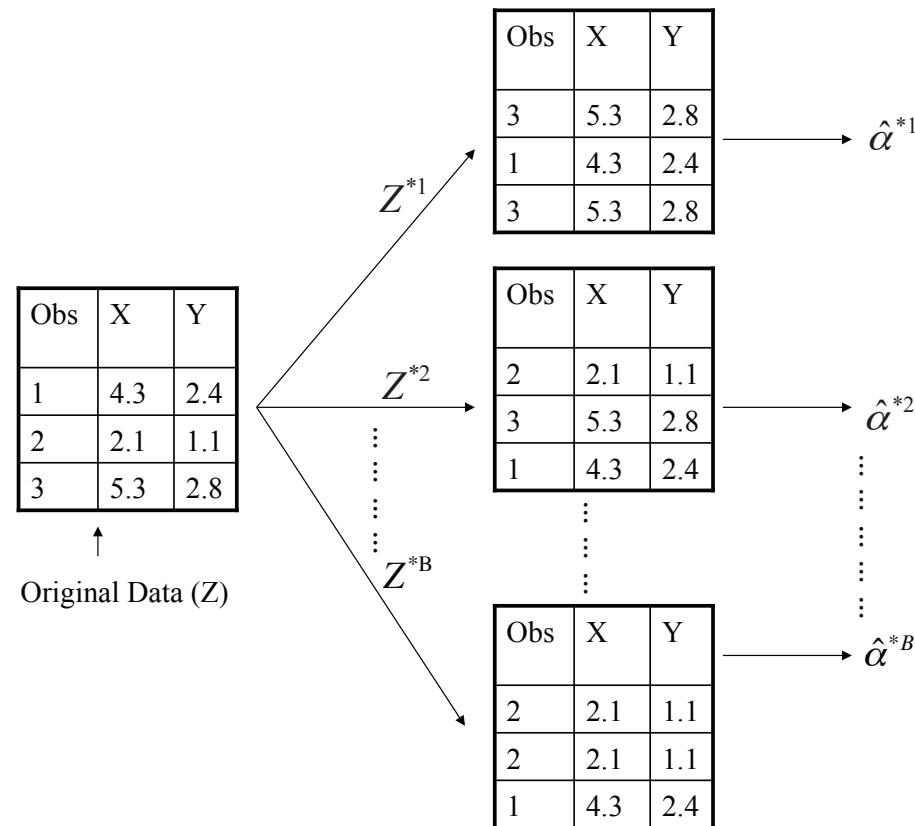 Obs X Y
3 5.3 2.8
1 4.3 2.4
3 5.3 2.8
α̂*1
Z*1
Obs X Y
1 4.3 2.4
2 2.1 1.1
3 5.3 2.8
Original Data (Z)
Z*2
Obs X Y
2 2.1 1.1
3 5.3 2.8
1 4.3 2.4
α̂*2
Z*B
Obs X Y
2 2.1 1.1
2 2.1 1.1
1 4.3 2.4
α̂*B